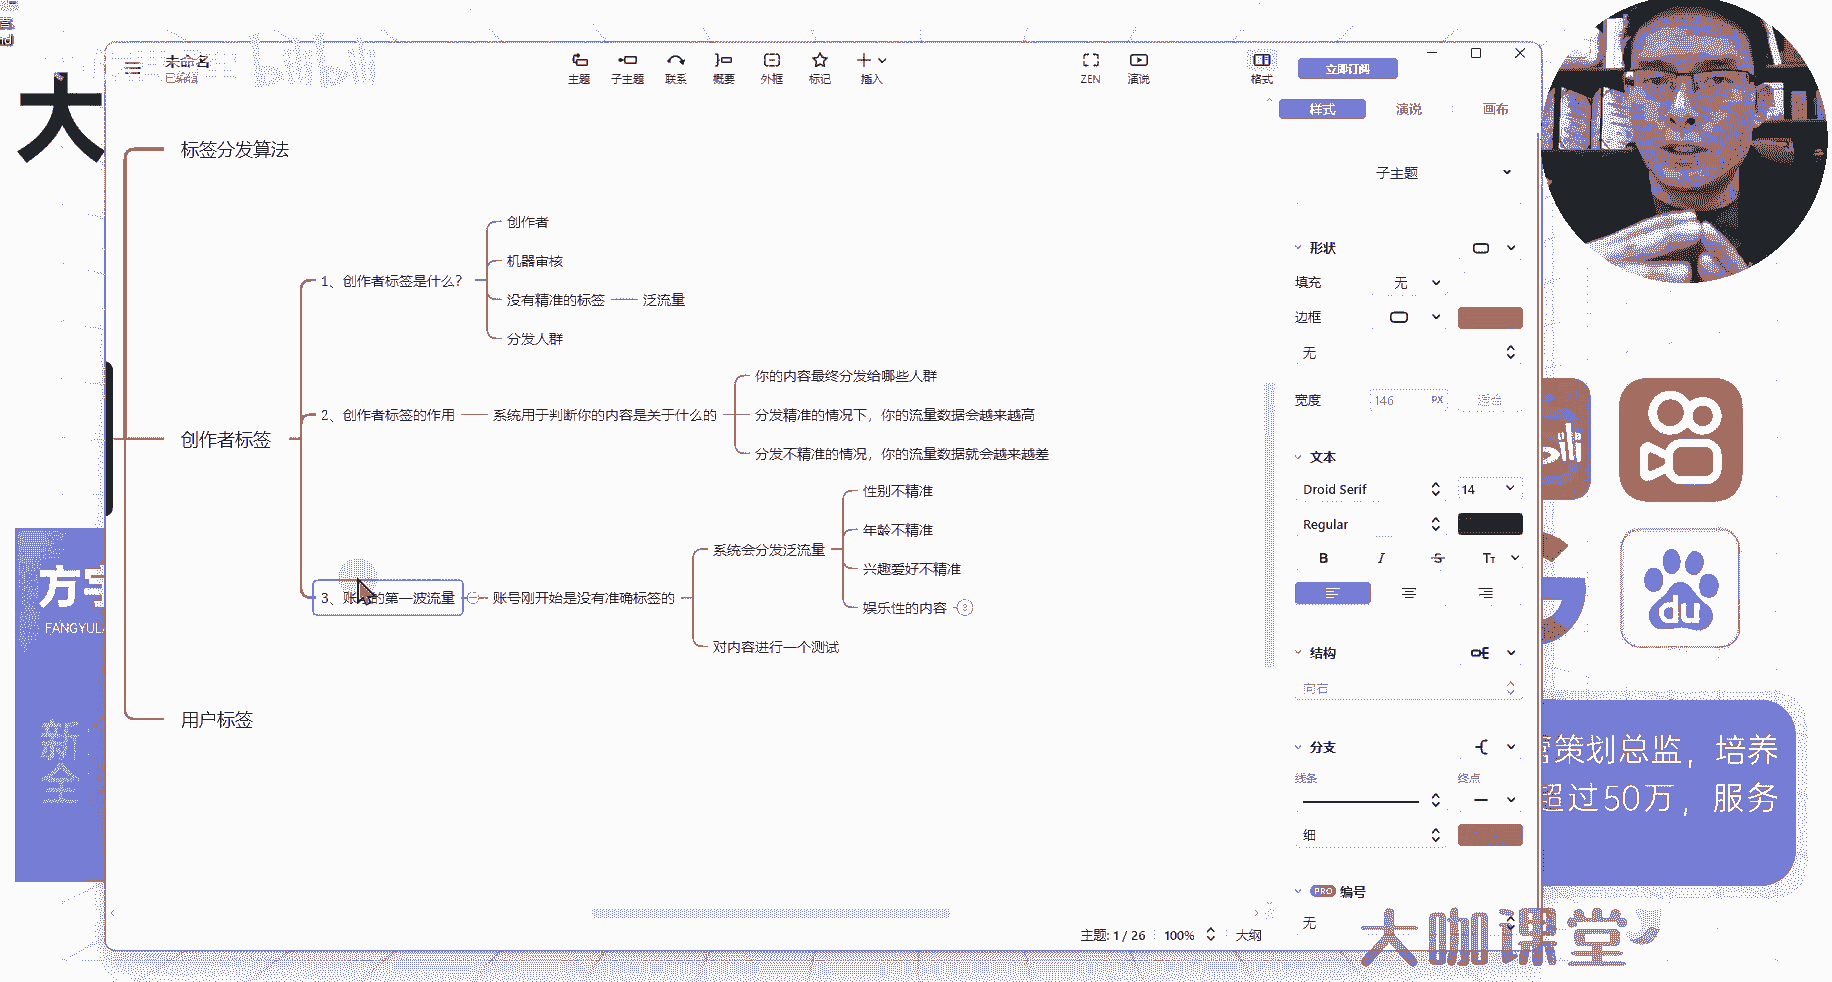 大
未命名
已编辑
主题
子主题
联系
概要
外框
标记
插入
ZEN
演说
格式
立即订阅
样式
演说
画布
bilibili
标签分发算法
创作者标签
用户标签
1、创作者标签是什么?
创作者
机器审核
没有精准的标签
泛流量
分发人群
2、创作者标签的作用
系统用于判断你的内容是关于什么的
你的内容最终分发给哪些人群
分发精准的情况下，你的流量数据会越来越高
分发不精准的情况，你的流量数据就会越来越差
3、账号的第一波流量
账号刚开始是没有准确标签的
系统会分发泛流量
性别不精准
年龄不精准
兴趣爱好不精准
娱乐性的内容
3
对内容进行一个测试
子主题
形状
填充
无
边框
无
宽度
146
PX
适合
文本
Droid Serif
14
Regular
B
I
S
TT
结构
向右
分支
线条
终点
细
PRO
编号
无
主题: 1 / 26
100%
大纲
方
FANGYU
新
全
du
策划总监，培养
超过50万，服务
大咖课堂